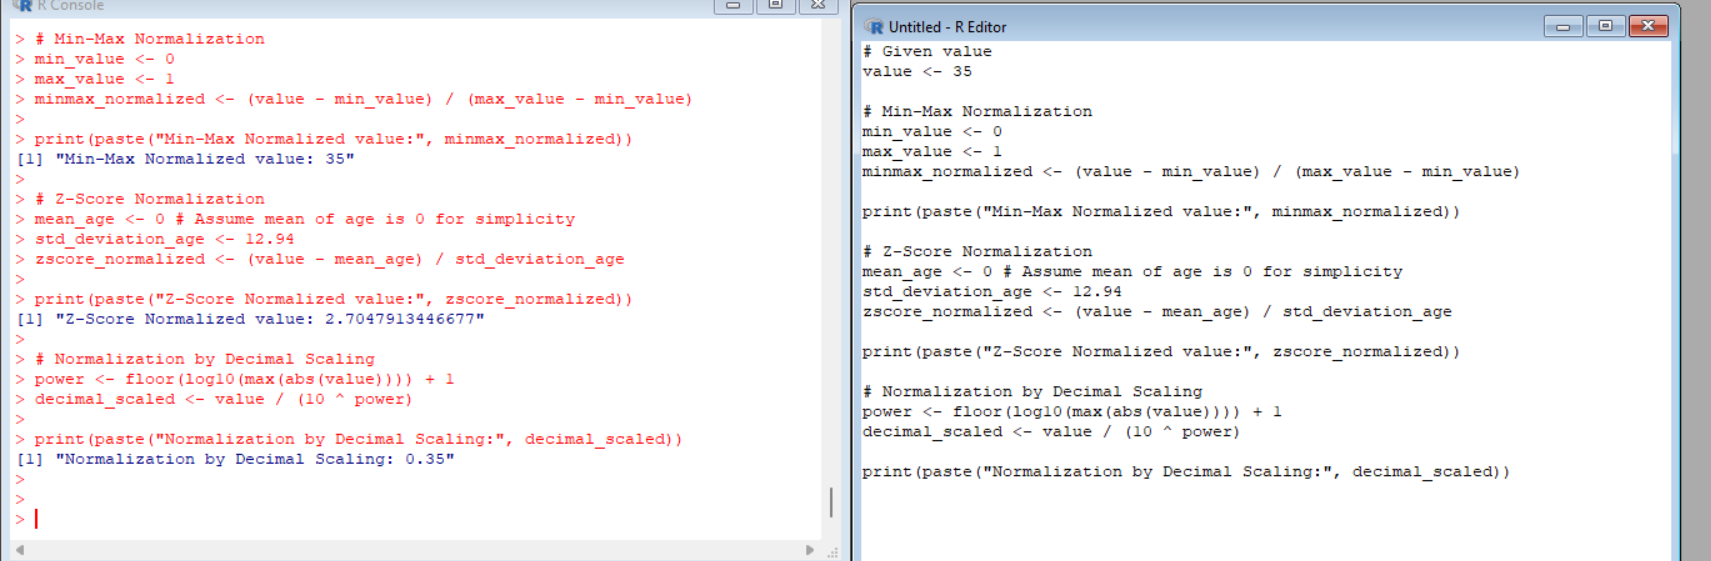 R Console
> # Min-Max Normalization
> min_value <- 0
> max_value <- 1
> minmax_normalized <- (value - min_value) / (max_value - min_value)
>
> print(paste("Min-Max Normalized value:", minmax_normalized))
[1] "Min-Max Normalized value: 35"
>
> # Z-Score Normalization
> mean_age <- 0 # Assume mean of age is 0 for simplicity
> std_deviation_age <- 12.94
> zscore_normalized <- (value - mean_age) / std_deviation_age
>
> print(paste("Z-Score Normalized value:", zscore_normalized))
[1] "Z-Score Normalized value: 2.7047913446677"
>
> # Normalization by Decimal Scaling
> power <- floor(log10(max(abs(value)))) + 1
> decimal_scaled <- value / (10 ^ power)
>
> print(paste("Normalization by Decimal Scaling:", decimal_scaled))
[1] "Normalization by Decimal Scaling: 0.35"
>
>
>
Untitled - R Editor
# Given value
value <- 35
# Min-Max Normalization
min_value <- 0
max_value <- 1
minmax_normalized <- (value - min_value) / (max_value - min_value)
print(paste("Min-Max Normalized value:", minmax_normalized))
# Z-Score Normalization
mean_age <- 0 # Assume mean of age is 0 for simplicity
std_deviation_age <- 12.94
zscore_normalized <- (value - mean_age) / std_deviation_age
print(paste("Z-Score Normalized value:", zscore_normalized))
# Normalization by Decimal Scaling
power <- floor(log10(max(abs(value)))) + 1
decimal_scaled <- value / (10 ^ power)
print(paste("Normalization by Decimal Scaling:", decimal_scaled))